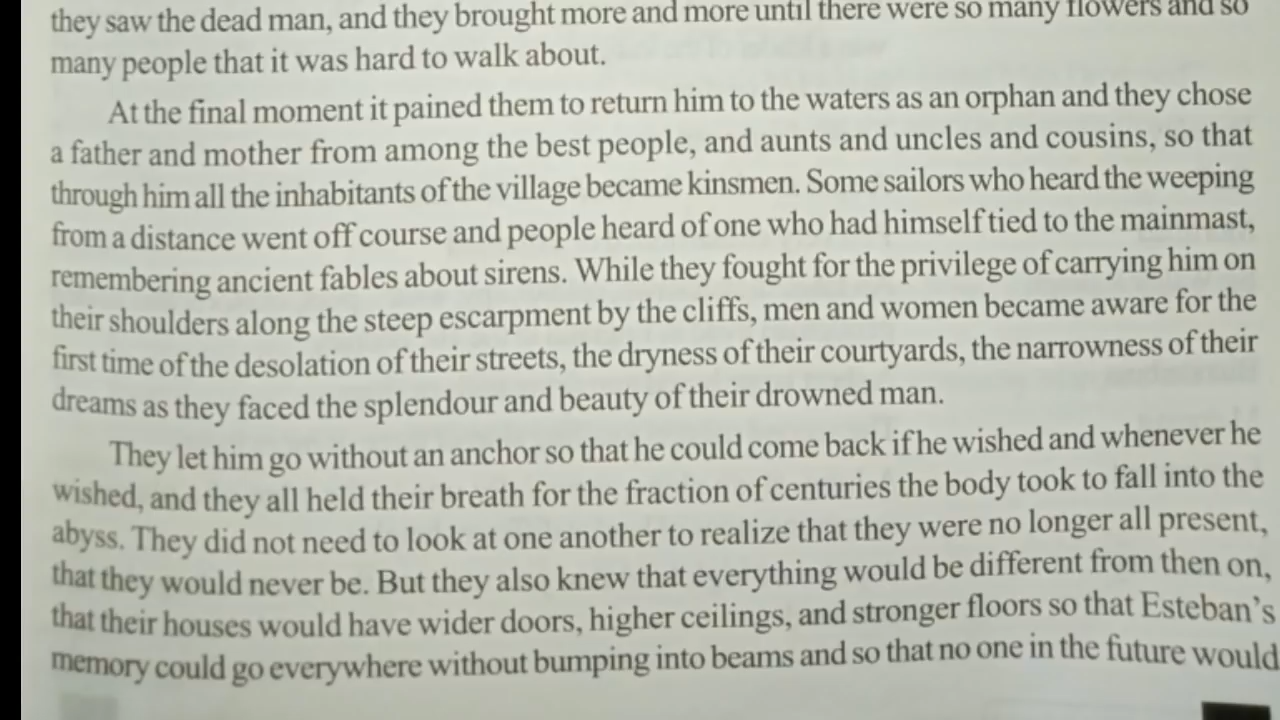 they saw the dead man, and they brought more and more until there were so many flowers and so
many people that it was hard to walk about.
At the final moment it pained them to return him to the waters as an orphan and they chose
a father and mother from among the best people, and aunts and uncles and cousins, so that
through him all the inhabitants of the village became kinsmen. Some sailors who heard the weeping
from a distance went off course and people heard of one who had himself tied to the mainmast,
remembering ancient fables about sirens. While they fought for the privilege of carrying him on
their shoulders along the steep escarpment by the cliffs, men and women became aware for the
first time of the desolation of their streets, the dryness of their courtyards, the narrowness of their
dreams as they faced the splendour and beauty of their drowned man.
They let him go without an anchor so that he could come back if he wished and whenever he
wished, and they all held their breath for the fraction of centuries the body took to fall into the
abyss. They did not need to look at one another to realize that they were no longer all present,
that they would never be. But they also knew that everything would be different from then on,
that their houses would have wider doors, higher ceilings, and stronger floors so that Esteban's
memory could go everywhere without bumping into beams and so that no one in the future would